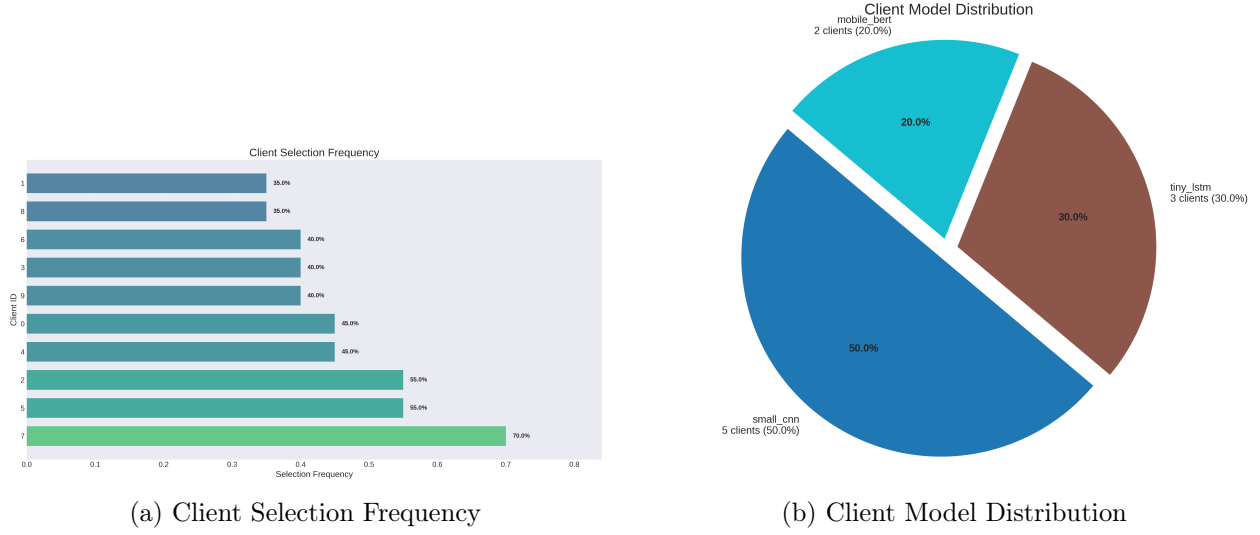 Client Selection Frequency
Client ID
1
35.0%
8
35.0%
6
40.0%
3
40.0%
9
40.0%
0
45.0%
4
45.0%
2
55.0%
5
55.0%
7
70.0%
0.0 0.1 0.2 0.3 0.4 0.5 0.6 0.7 0.8
Selection Frequency
(a) Client Selection Frequency
Client Model Distribution
mobile_bert
2 clients (20.0%)
20.0%
tiny_lstm
3 clients (30.0%)
30.0%
50.0%
small_cnn
5 clients (50.0%)
(b) Client Model Distribution